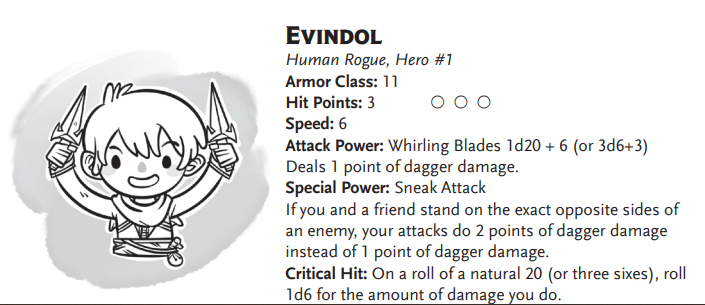 EVINDOL
Human Rogue, Hero #1
Armor Class: 11
Hit Points: 3 ○ ○ ○
Speed: 6
Attack Power: Whirling Blades 1d20 + 6 (or 3d6+3)
Deals 1 point of dagger damage.
Special Power: Sneak Attack
If you and a friend stand on the exact opposite sides of
an enemy, your attacks do 2 points of dagger damage
instead of 1 point of dagger damage.
Critical Hit: On a roll of a natural 20 (or three sixes), roll
1d6 for the amount of damage you do.